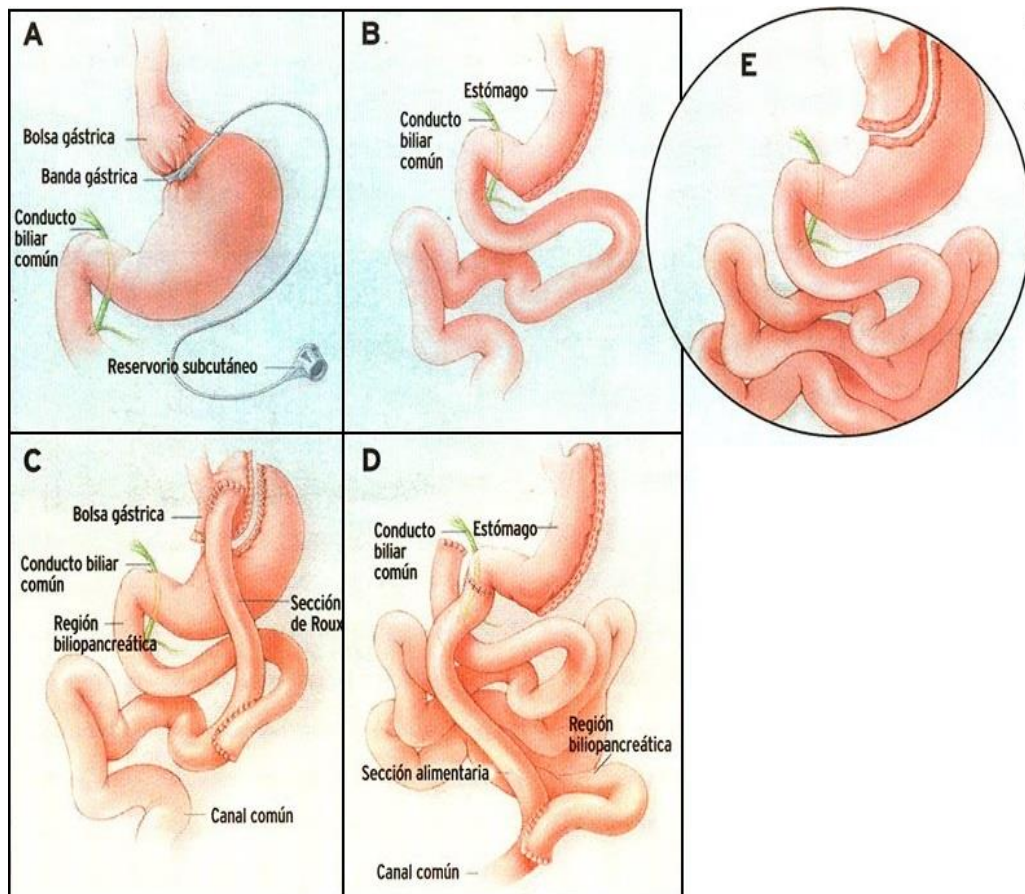 A
Bolsa gástrica
Banda gástrica
Conducto
biliar
común
Reservorio subcutáneo
B
Estómago
Conducto
biliar
común
E
C
Bolsa gástrica
Conducto biliar
común
Región
biliopancreática
Sección
de Roux
Canal común
D
Conducto
biliar
común
Estómago
Región
biliopancreática
Sección alimentaria
Canal común